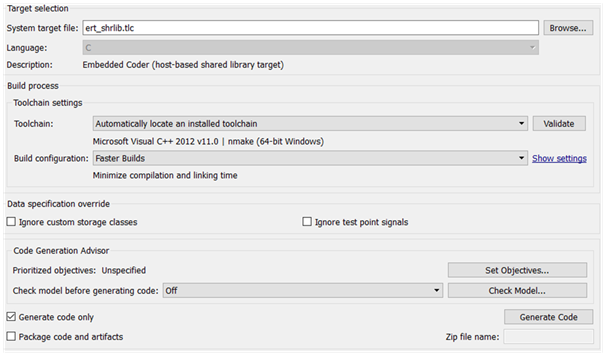 Target selection
System target file: ert_shrlib.tlc Browse...
Language: C
Description: Embedded Coder (host-based shared library target)
Build process
Toolchain settings
Toolchain: Automatically locate an installed toolchain Validate
Microsoft Visual C++ 2012 v11.0 | nmake (64-bit Windows)
Build configuration: Faster Builds Show settings
Minimize compilation and linking time
Data specification override
Ignore custom storage classes Ignore test point signals
Code Generation Advisor
Prioritized objectives: Unspecified Set Objectives...
Check model before generating code: Off Check Model...
Generate code only Generate Code
Package code and artifacts Zip file name: